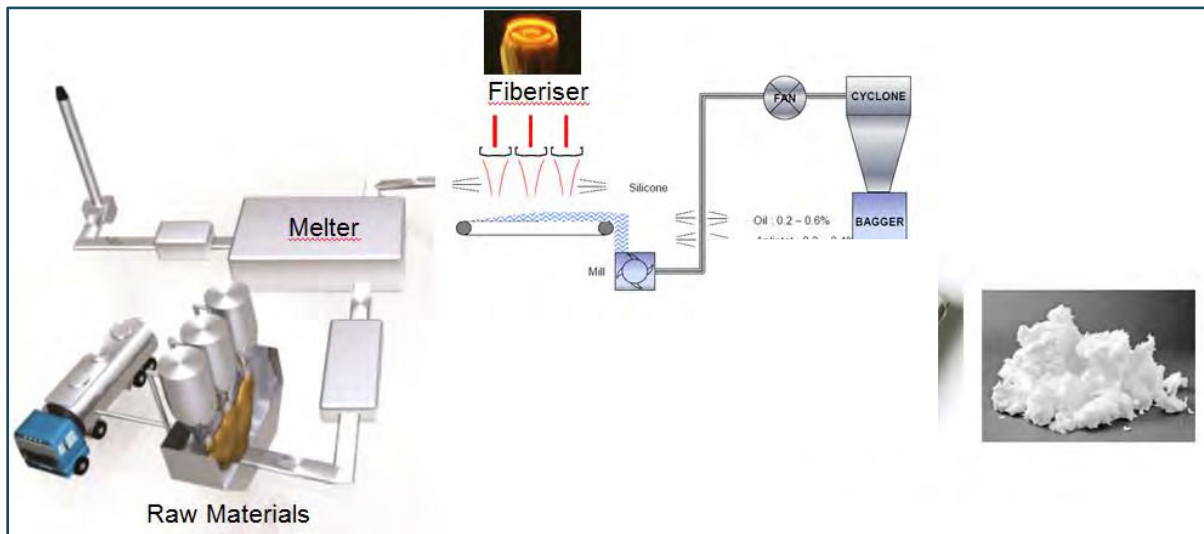 Fiberiser
FAN
CYCLONE
Silicone
Melter
Oil : 0.2 – 0.6%
BAGGER
Mill
Raw Materials